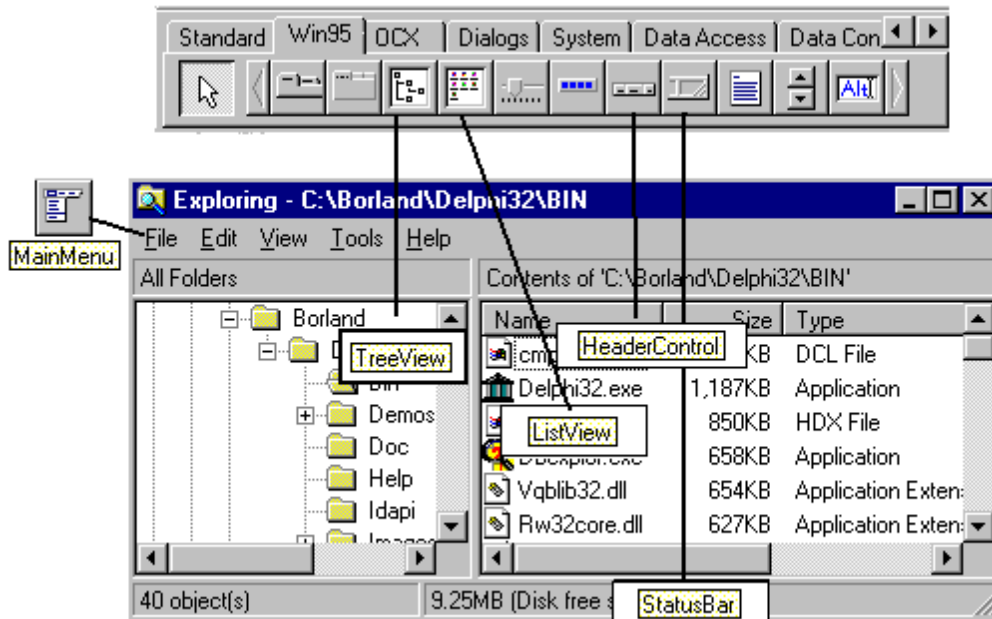 Standard Win95 OCX Dialogs System Data Access Data Con
Alt
Exploring - C:\Borland\Delphi32\BIN
MainMenu
File Edit View Tools Help
All Folders
Contents of 'C:\Borland\Delphi32\BIN'
Borland
Name Size Type
TreeView
HeaderControl
KB DCL File
Bin
Delphi32.exe 1,187KB Application
Demos
850KB HDX File
ListView
Doc
658KB Application
Help
Vqblib32.dll 654KB Application Exten
Idapi
Rw32core.dll 627KB Application Exten
Images
40 object(s)
9.25MB (Disk free
StatusBar